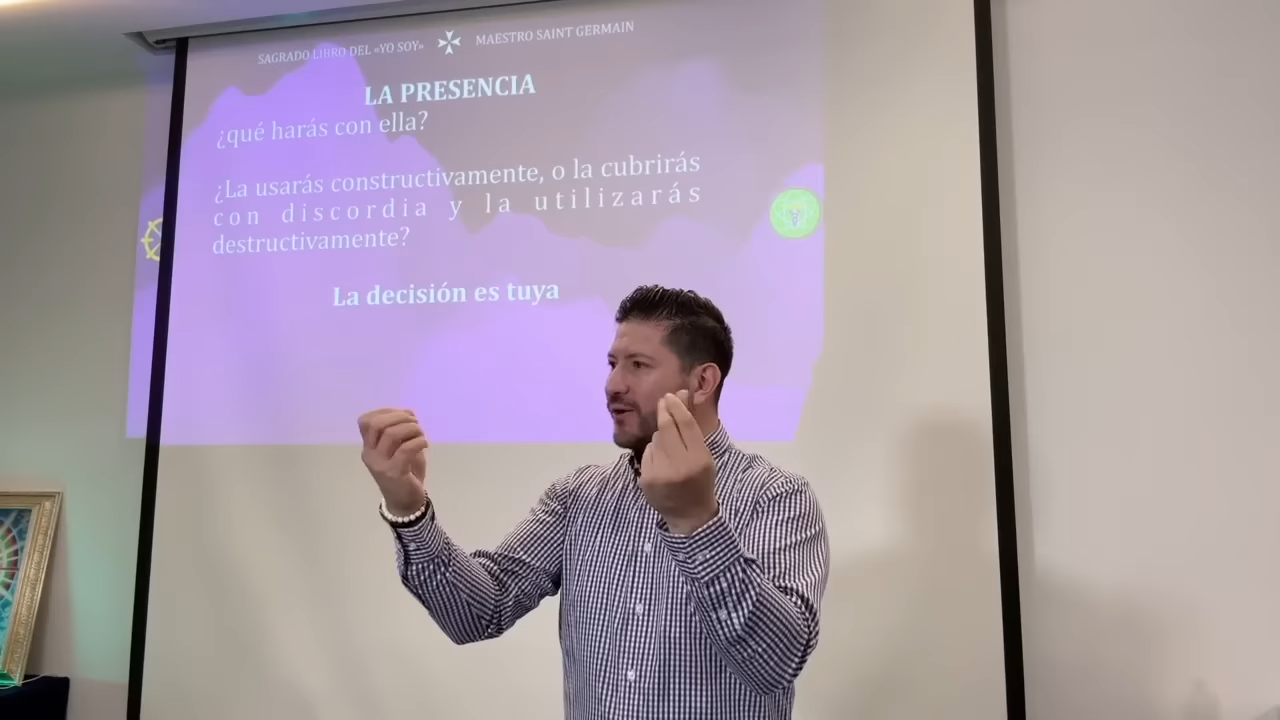 SAGRADO LIBRO DEL «YO SOY» MAESTRO SAINT GERMAIN
LA PRESENCIA
¿qué harás con ella?
¿La usarás constructivamente, o la cubrirás
con discordia y la utilizarás
destructivamente?
La decisión es tuya